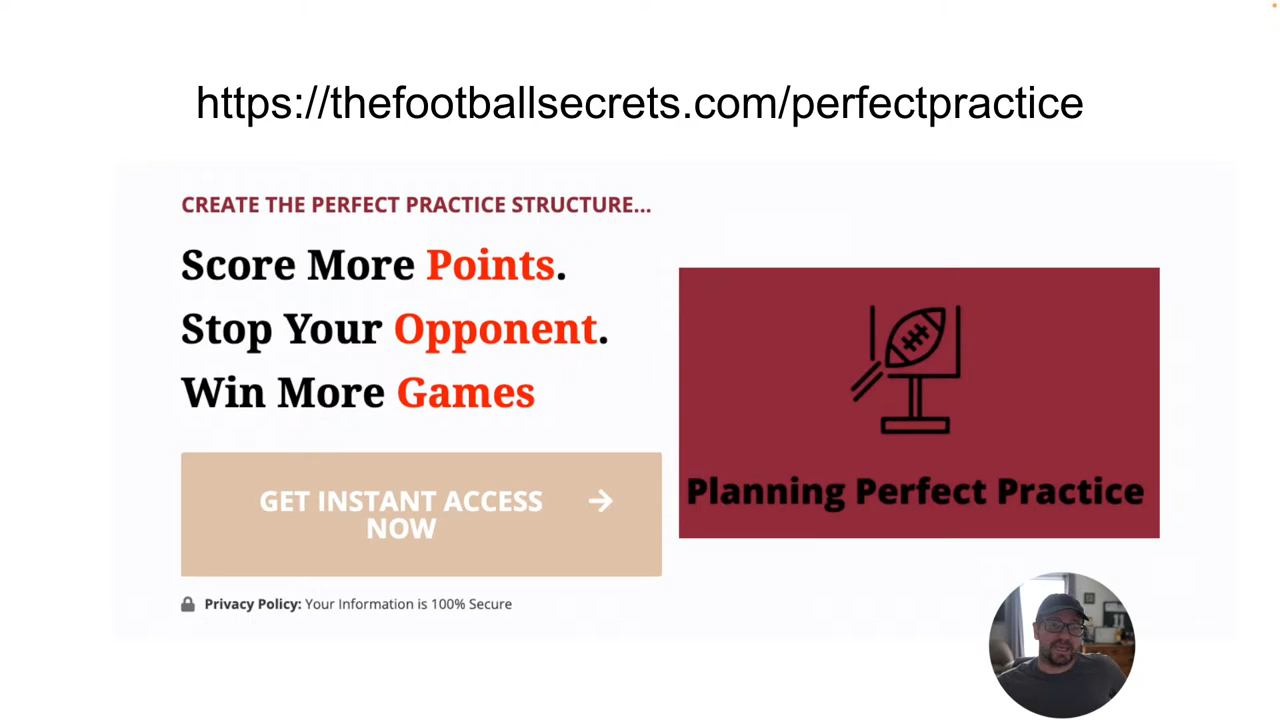 https://thefootballsecrets.com/perfectpractice
CREATE THE PERFECT PRACTICE STRUCTURE...
Score More Points.
Stop Your Opponent.
Win More Games
GET INSTANT ACCESS
NOW
Privacy Policy: Your Information is 100% Secure
Planning Perfect Practice